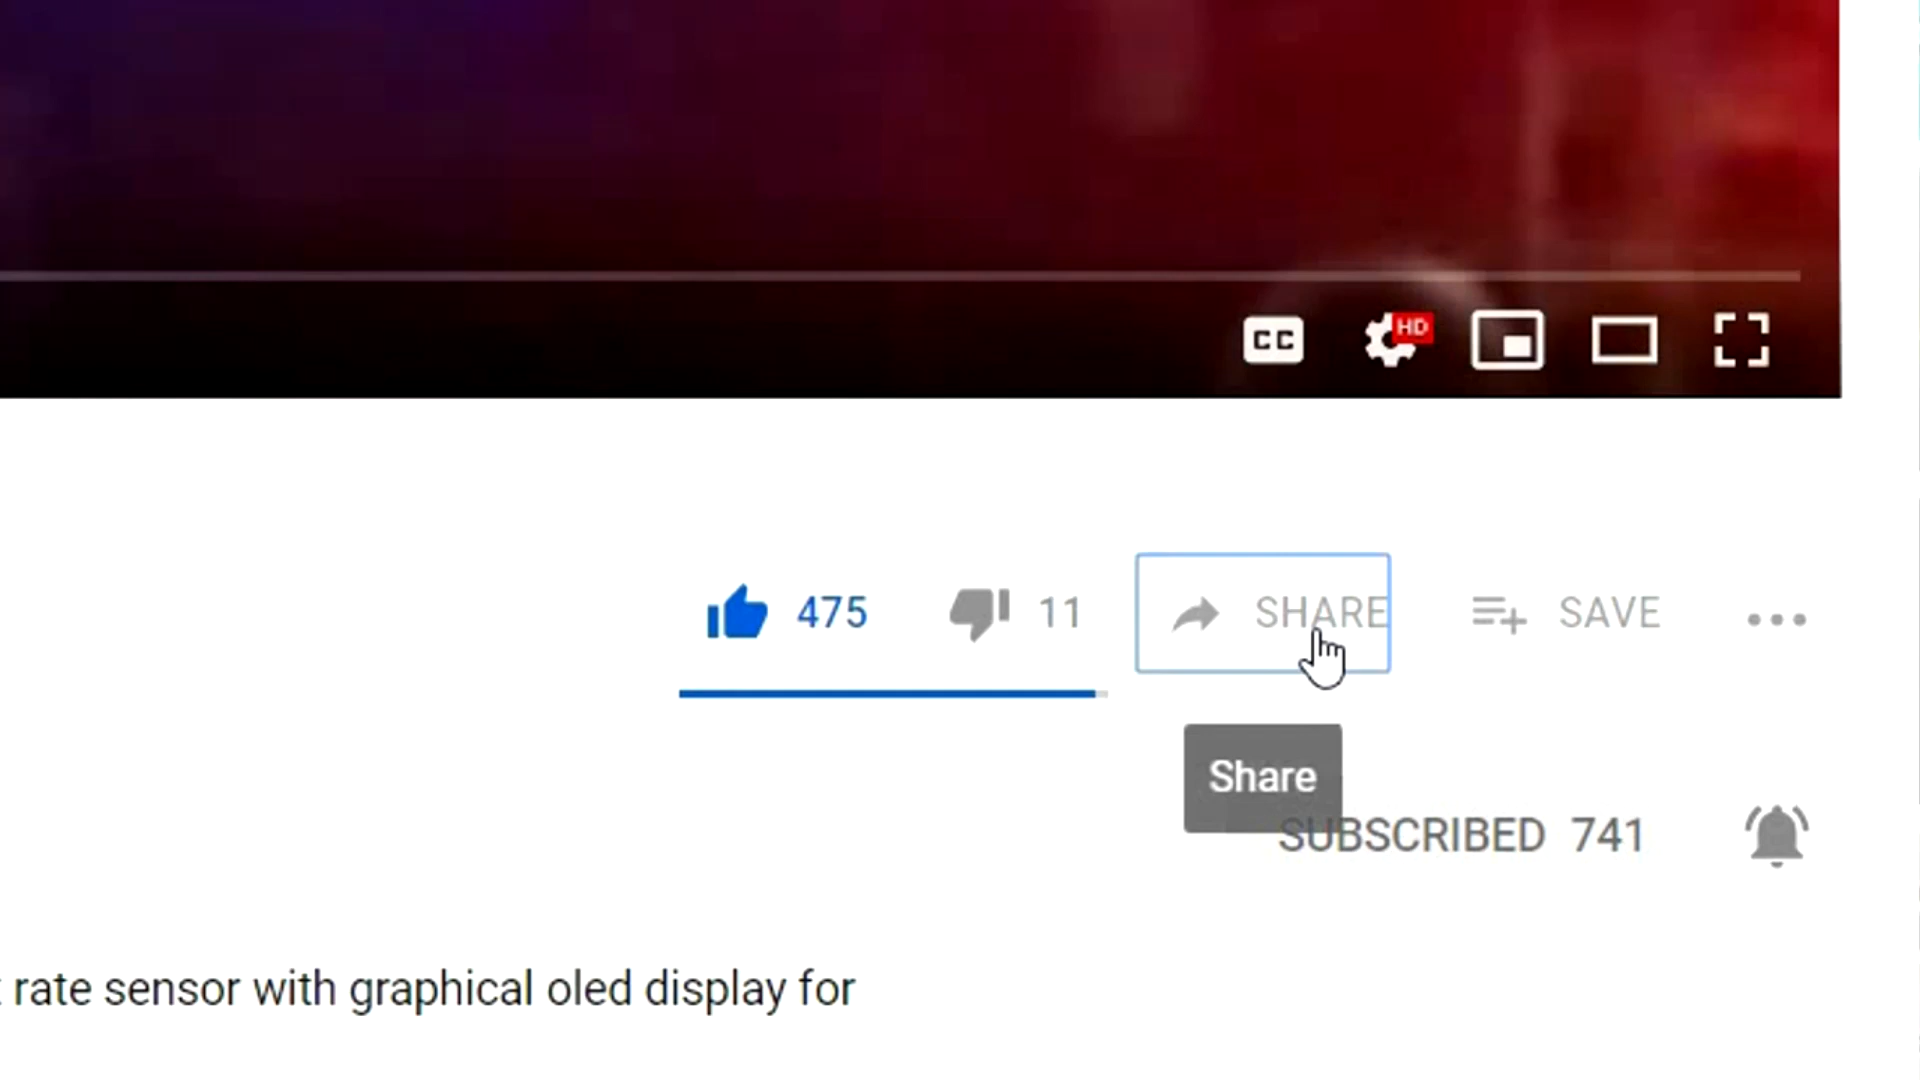 CC HD
475 11 SHARE SAVE
Share
SUBSCRIBED 741
rate sensor with graphical oled display for